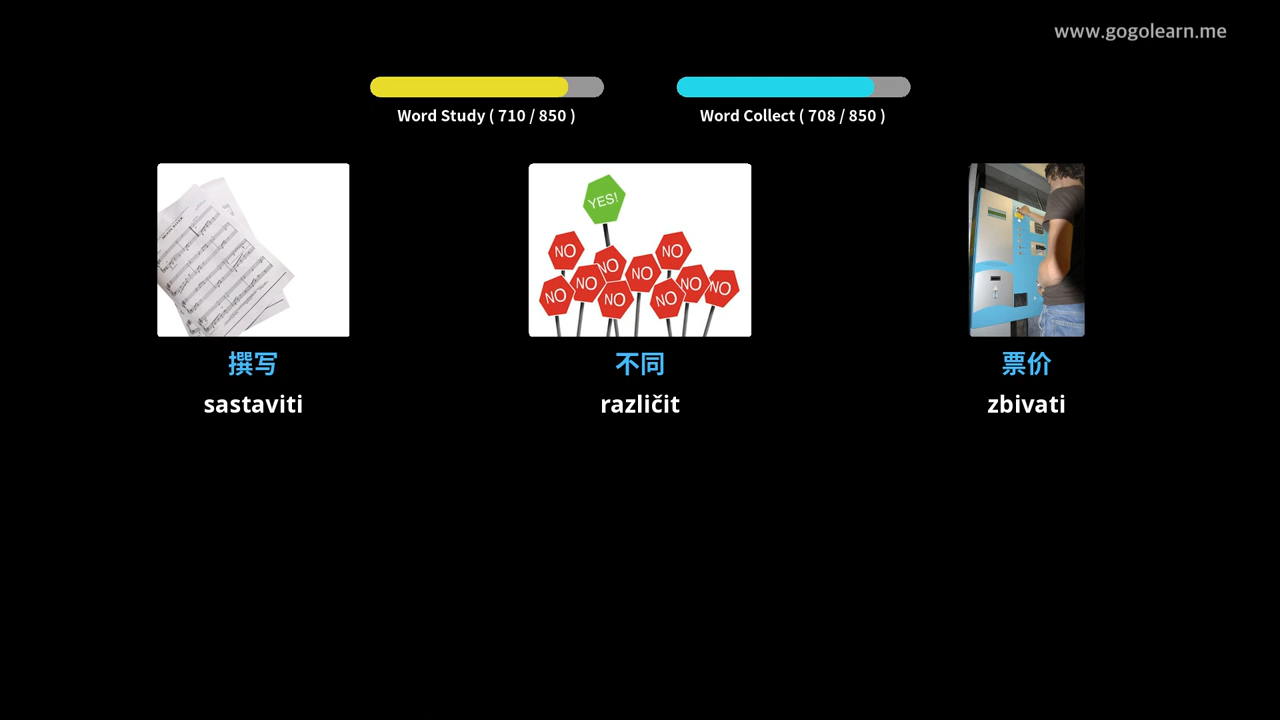 www.gogolearn.me
Word Study ( 710 / 850 )
Word Collect ( 708 / 850 )
YES!
NO
NO
NO
NO
NO
NO
NO
NO
NO
NO
撰写
不同
票价
sastaviti
različit
zbivati